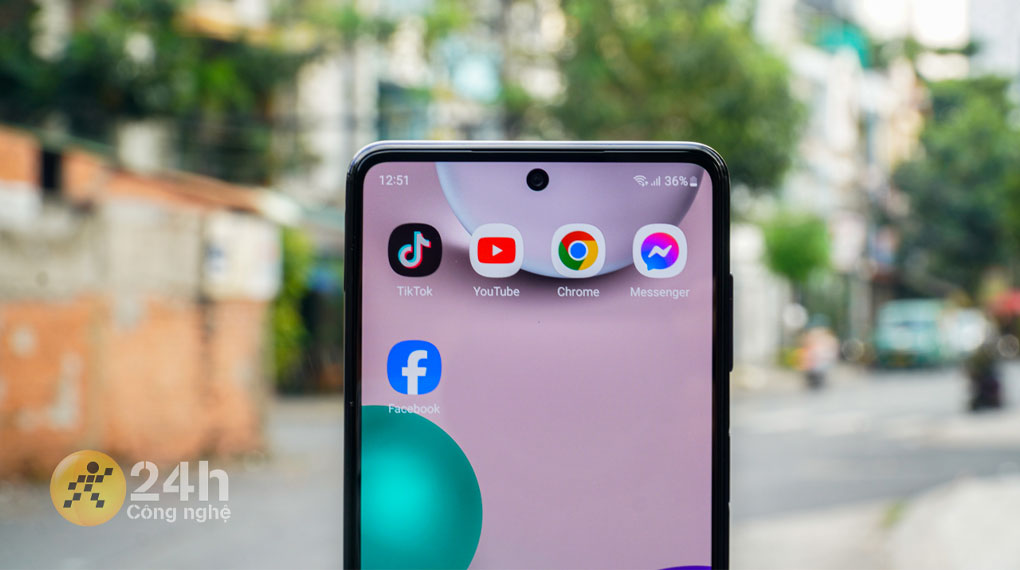 12:51 36%
TikTok YouTube Chrome Messenger
Facebook
24h
Công nghệ